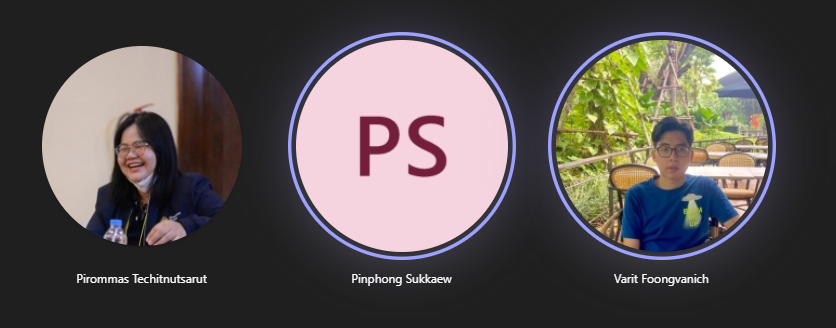 PS
Pirommas Techitnutsarut
Pinphong Sukkaew
Varit Foongvanich